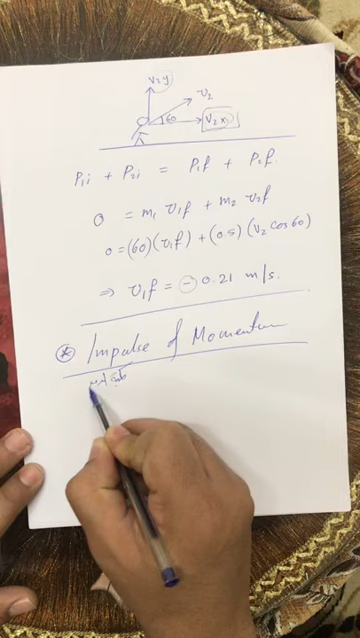 V₂y
v₂
60
V₂x
P₁i + P₂i = P₁f + P₂f.
0 = m₁ v₁f + m₂ v₂f
0 = (60)(v₁f) + (0.5)(v₂ cos 60)
⇒ v₁f = - 0.21 m/s.
* Impulse of Momentum